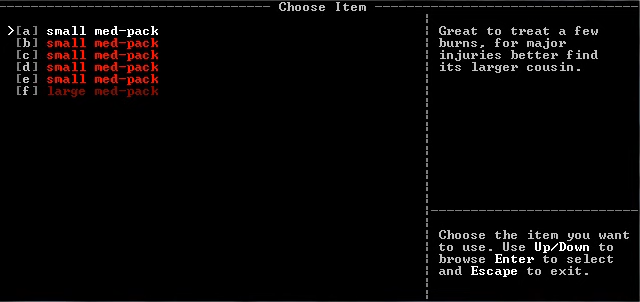 Choose Item
>[a] small med-pack
[b] small med-pack
[c] small med-pack
[d] small med-pack
[e] small med-pack
[f] large med-pack
Great to treat a few
burns, for major
injuries better find
its larger cousin.
Choose the item you want
to use. Use Up/Down to
browse Enter to select
and Escape to exit.